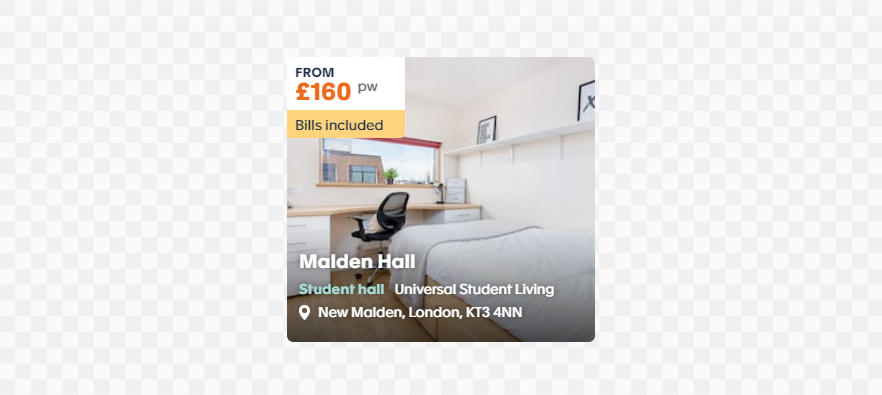 FROM
£160 pw
Bills included
Malden Hall
Student hall Universal Student Living
New Malden, London, KT3 4NN